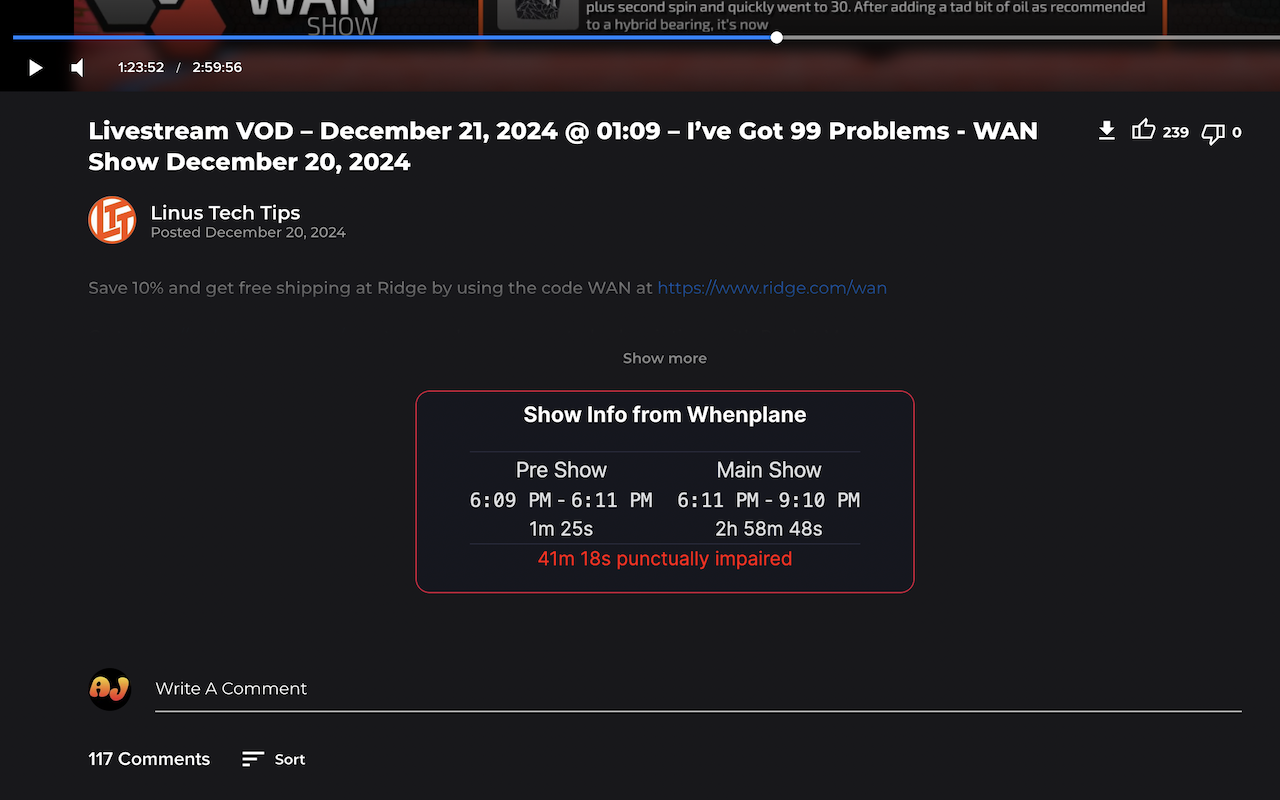 WAN
SHOW
plus second spin and quickly went to 30. After adding a tad bit of oil as recommended
to a hybrid bearing, it's now
1:23:52 / 2:59:56
Livestream VOD – December 21, 2024 @ 01:09 – I’ve Got 99 Problems - WAN
Show December 20, 2024
239 0
LTT
Linus Tech Tips
Posted December 20, 2024
Save 10% and get free shipping at Ridge by using the code WAN at https://www.ridge.com/wan
Show more
Show Info from Whenplane
Pre Show Main Show
6:09 PM - 6:11 PM 6:11 PM - 9:10 PM
1m 25s 2h 58m 48s
41m 18s punctually impaired
AJ
Write A Comment
117 Comments Sort